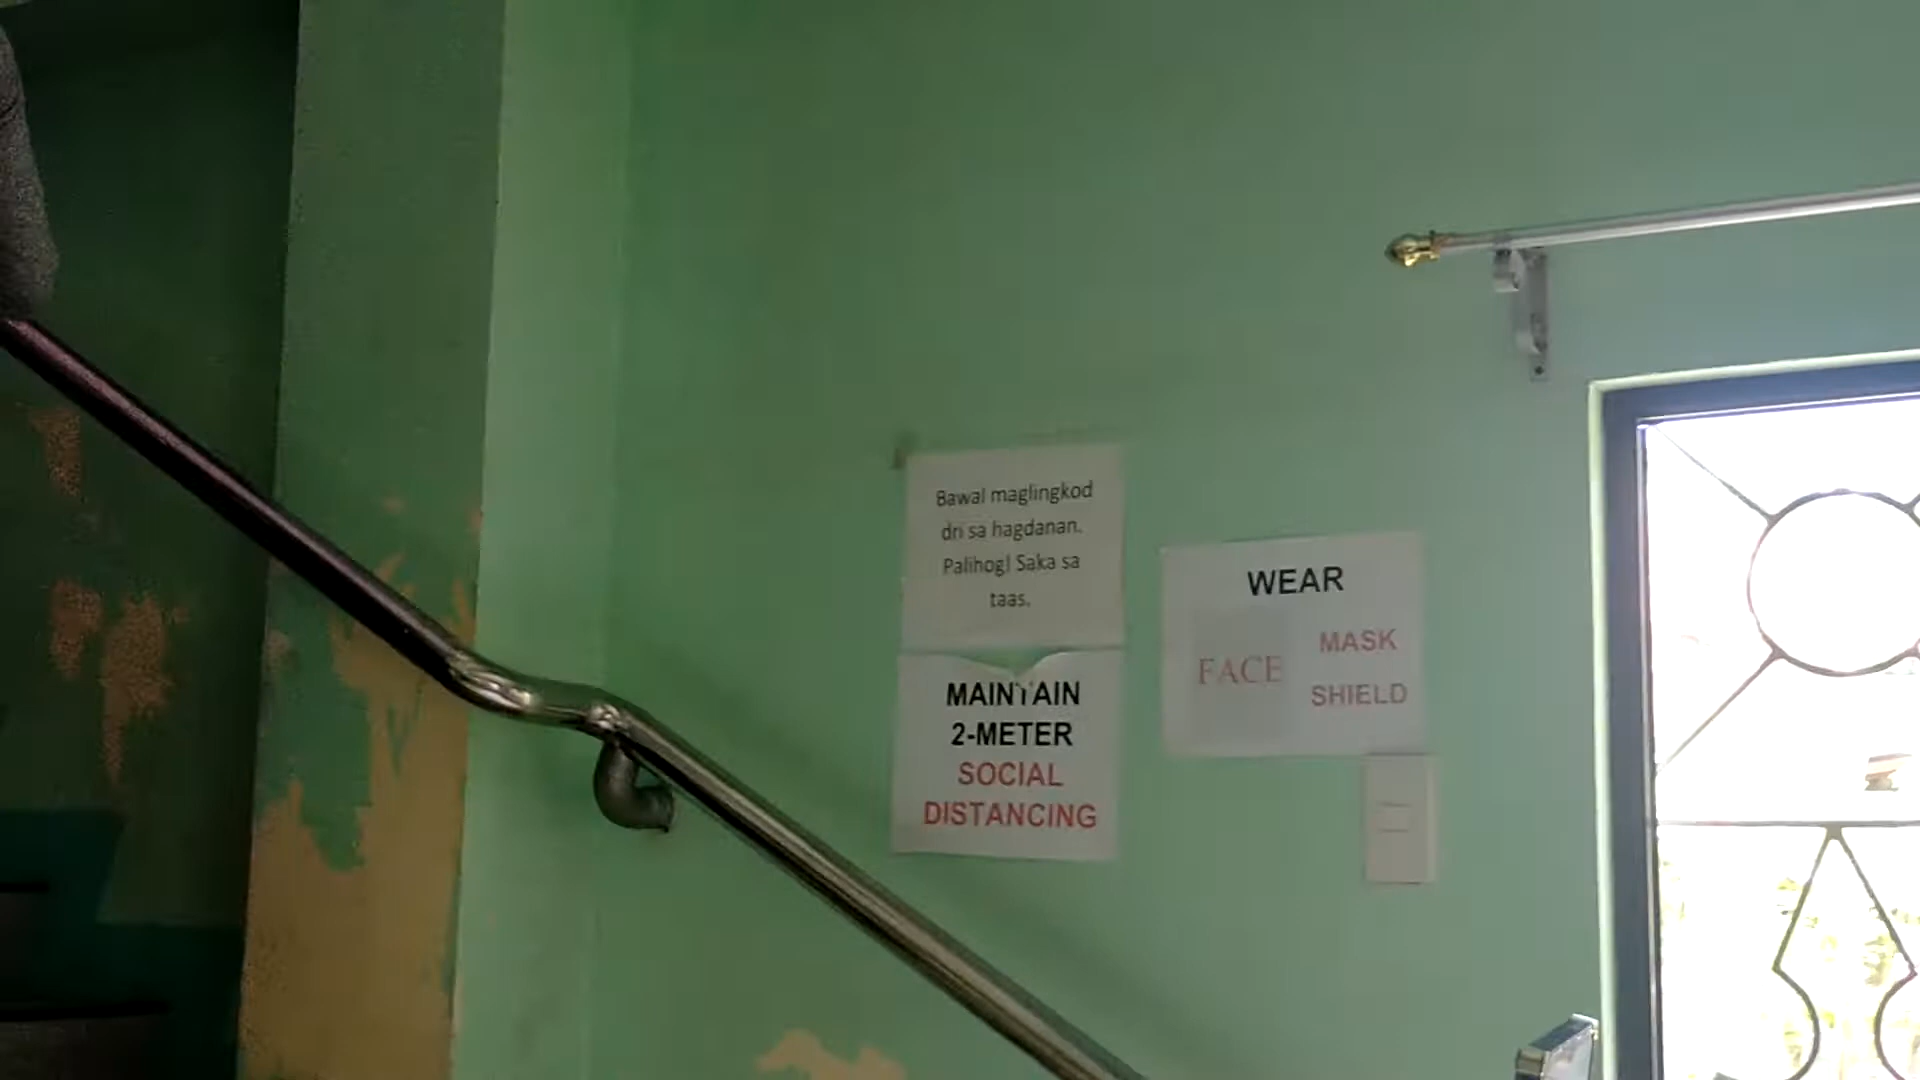 Bawal maglingkod
dri sa hagdanan.
Palihog! Saka sa
taas.
MAINTAIN
2-METER
SOCIAL
DISTANCING
WEAR
FACE
MASK
SHIELD